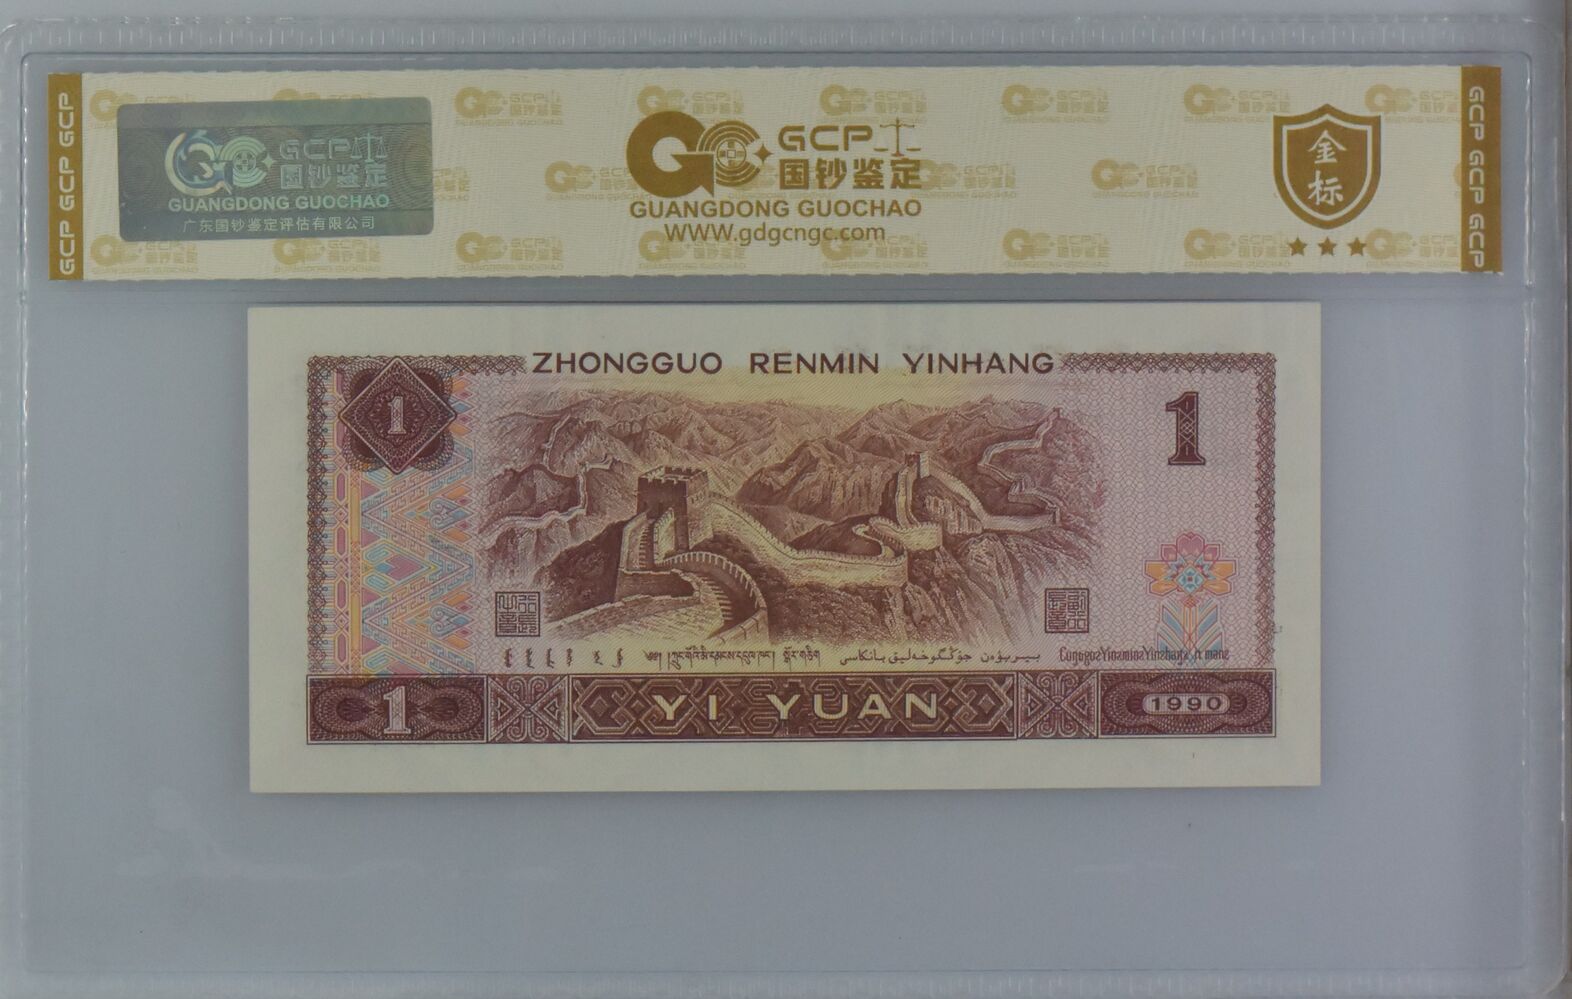 GCP GCP GCP
GCP
国钞鉴定
GUANGDONG GUOCHAO
广东国钞鉴定评估有限公司
GCP
国钞鉴定
GUANGDONG GUOCHAO
WWW.gdgcngc.com
金标
GCP GCP GCP
ZHONGGUO RENMIN YINHANG
1
1
1
YI YUAN
1990